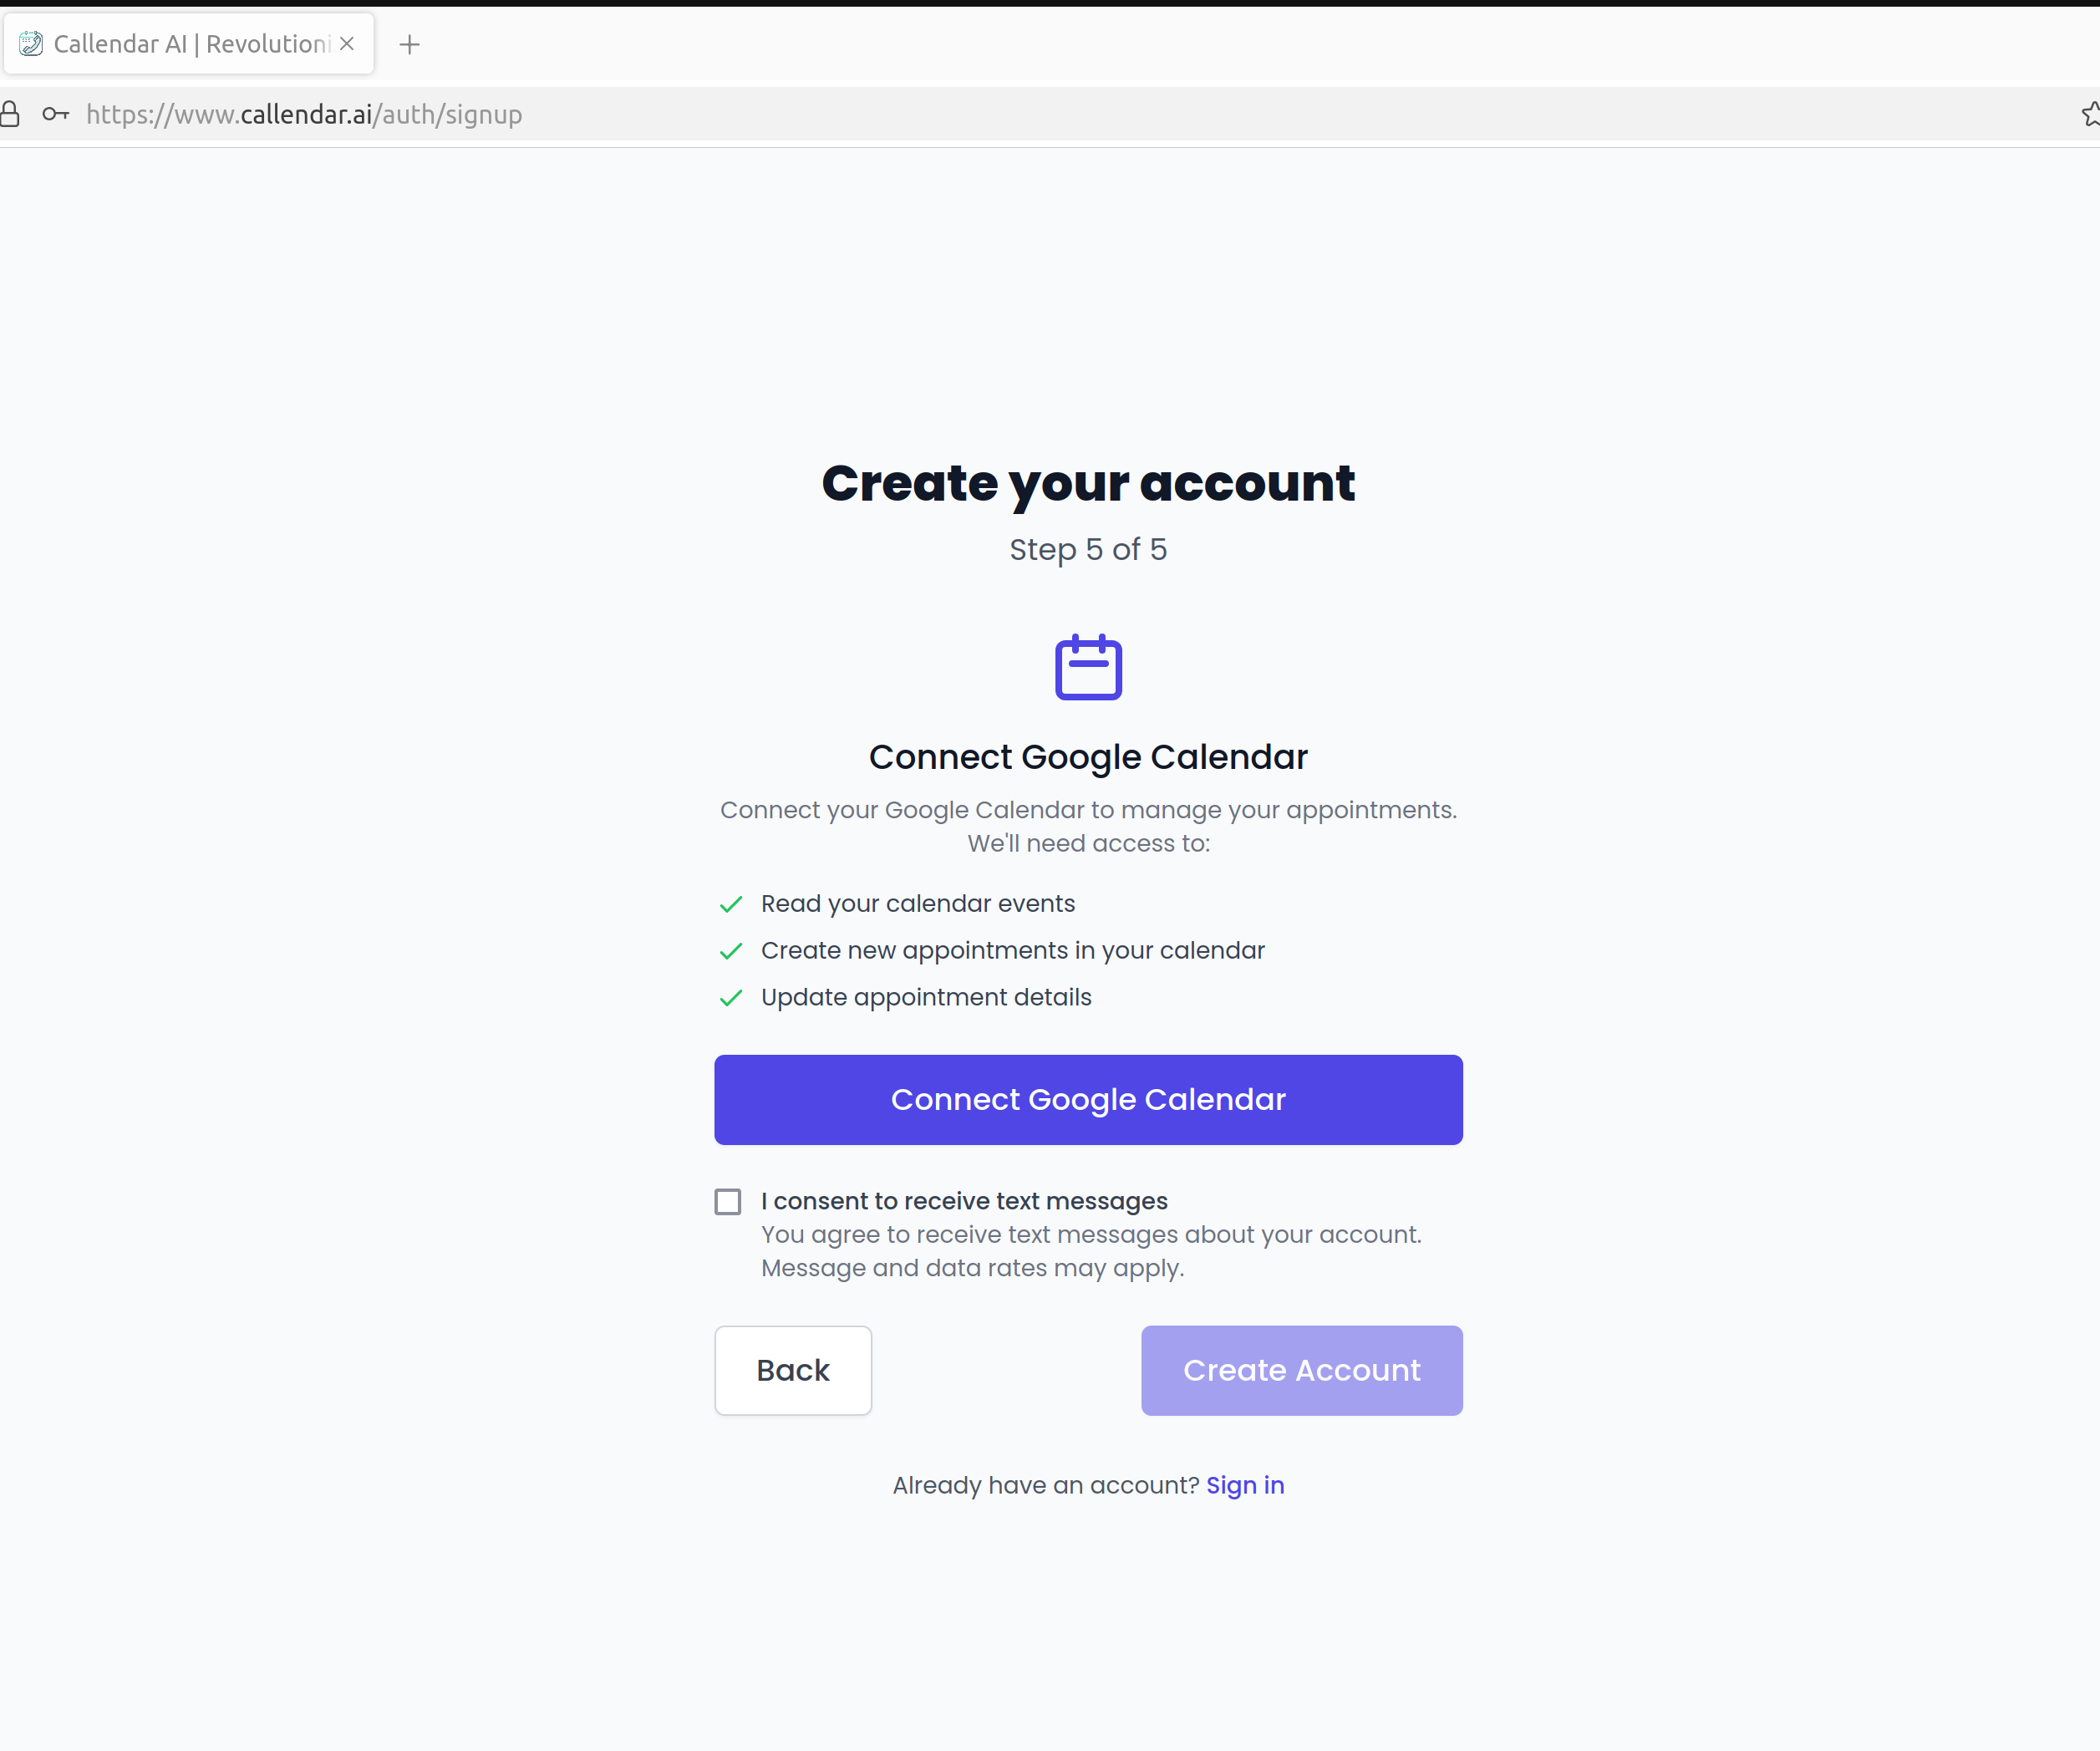 Callendar AI | Revolutioni
https://www.callendar.ai/auth/signup
Create your account
Step 5 of 5
Connect Google Calendar
Connect your Google Calendar to manage your appointments.
We'll need access to:
Read your calendar events
Create new appointments in your calendar
Update appointment details
Connect Google Calendar
I consent to receive text messages
You agree to receive text messages about your account.
Message and data rates may apply.
Back
Create Account
Already have an account? Sign in